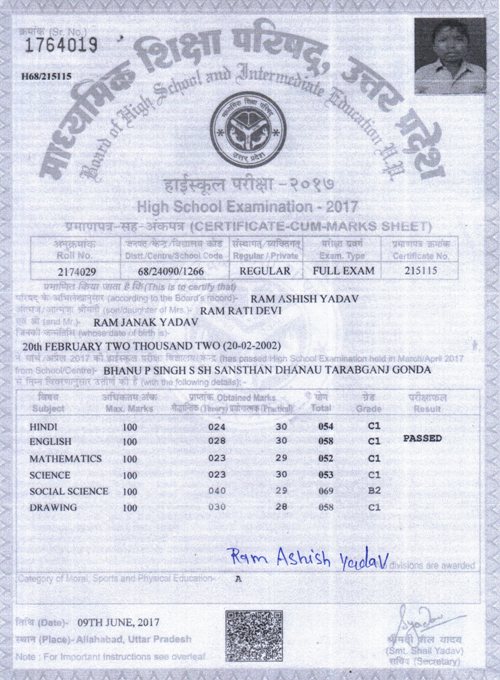 क्रमांक (Sr. No.)
1764019
H68/215115
माध्यमिक शिक्षा परिषद्, उत्तर प्रदेश
Board of High School and Intermediate Education U.P.
माध्यमिक शिक्षा परिषद्
उत्तर प्रदेश
हाईस्कूल परीक्षा -२०१७
High School Examination - 2017
प्रमाणपत्र-सह-अंकपत्र (CERTIFICATE-CUM-MARKS SHEET)
अनुक्रमांक जनपद/केन्द्र/विद्यालय कोड संस्थागत/व्यक्तिगत परीक्षा प्रवर्ग प्रमाणपत्र क्रमांक
Roll No. Distt./Centre/School Code Regular / Private Exam. Type Certificate No.
2174029 68/24090/1266 REGULAR FULL EXAM 215115
प्रमाणित किया जाता है कि (This is to certify that)
परिषद के अभिलेखानुसार (according to the Board's record)- RAM ASHISH YADAV
आत्मज/आत्मजा श्रीमती (son/daughter of Mrs.)- RAM RATI DEVI
एवं श्री (and Mr.)- RAM JANAK YADAV
जिसकी जन्मतिथि (whose date of birth is)-
20th FEBRUARY TWO THOUSAND TWO (20-02-2002)
ने मार्च/अप्रैल 2017 की हाईस्कूल परीक्षा विद्यालय/केन्द्र (has passed High School Examination held in March/April 2017
from School/Centre)- BHANU P SINGH S SH SANSTHAN DHANAU TARABGANJ GONDA
से निम्न विवरणानुसार उत्तीर्ण की है (with the following details):-
विषय अधिकतम अंक प्राप्तांक Obtained Marks योग ग्रेड परीक्षाफल
Subject Max. Marks सैद्धान्तिक (Theory) प्रयोगात्मक (Practical) Total Grade Result
HINDI 100 024 30 054 C1
ENGLISH 100 028 30 058 C1 PASSED
MATHEMATICS 100 023 29 052 C1
SCIENCE 100 023 30 053 C1
SOCIAL SCIENCE 100 040 29 069 B2
DRAWING 100 030 28 058 C1
Ram Ashish Yadav divisions are awarded
Category of Moral, Sports and Physical Education- A
तिथि (Date)- 09TH JUNE, 2017
स्थान (Place)- Allahabad, Uttar Pradesh
Note : For Important Instructions see overleaf
Syadav
श्रीमती शैल यादव
(Smt. Shail Yadav)
सचिव (Secretary)